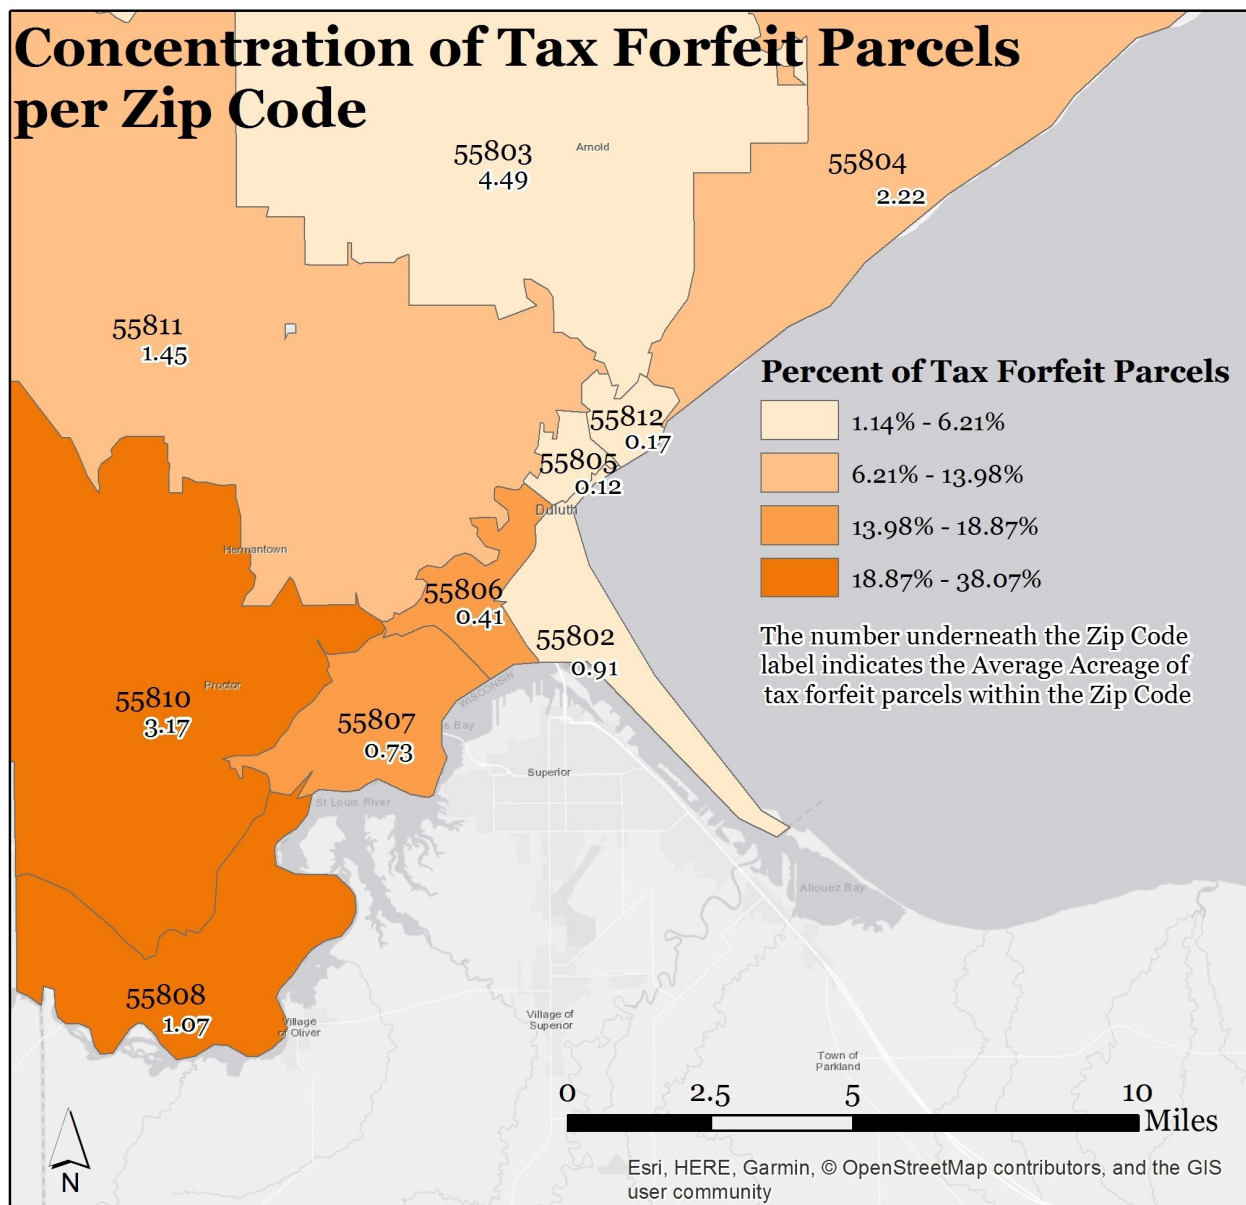 Concentration of Tax Forfeit Parcels
per Zip Code
55803
4.49
Arnold
55804
2.22
55811
1.45
Percent of Tax Forfeit Parcels
1.14% - 6.21%
6.21% - 13.98%
13.98% - 18.87%
18.87% - 38.07%
The number underneath the Zip Code
label indicates the Average Acreage of
tax forfeit parcels within the Zip Code
55812
0.17
55805
0.12
Duluth
Hermantown
55806
0.41
55802
0.91
WISCONSIN
55810
3.17
Proctor
55807
0.73
s Bay
Superior
St Louis River
Allouez Bay
55808
1.07
Village
of Oliver
Village of
Superior
Town of
Parkland
0 2.5 5 10
Miles
N
Esri, HERE, Garmin, © OpenStreetMap contributors, and the GIS
user community